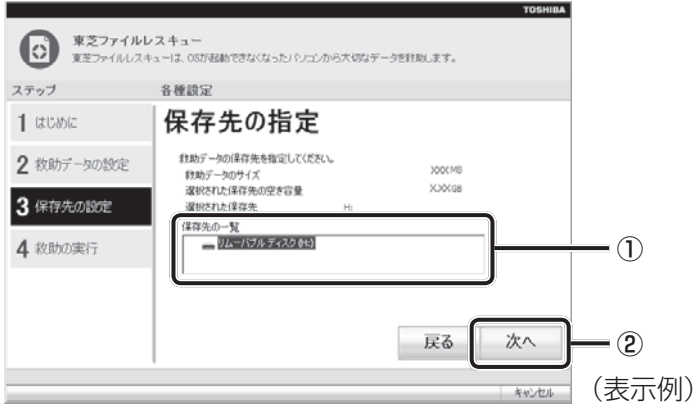 TOSHIBA
東芝ファイルレスキュー
東芝ファイルレスキューは、OSが起動できなくなったパソコンから大切なデータを救助します。
ステップ
各種設定
1 はじめに
2 救助データの設定
3 保存先の設定
4 救助の実行
保存先の指定
救助データの保存先を指定してください。
救助データのサイズ XXXMB
選択された保存先の空き容量 X.XXGB
選択された保存先 H:
保存先の一覧
リムーバブル ディスク (H:)
①
戻る
次へ
②
キャンセル
(表示例)